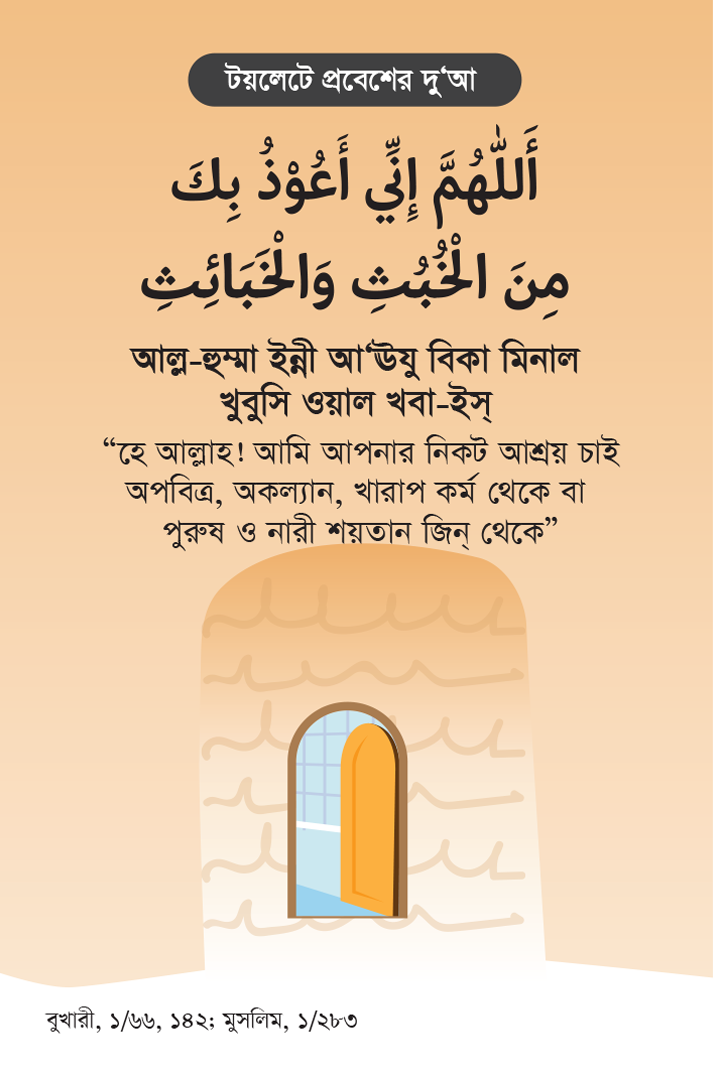 টয়লেটে প্রবেশের দু‘আ
أَللّٰهُمَّ إِنِّي أَعُوْذُ بِكَ
مِنَ الْخُبُثِ وَالْخَبَائِثِ
আল্ল-হুম্মা ইন্নী আ‘ঊযু বিকা মিনাল
খুবুসি ওয়াল খবা-ইস্
“হে আল্লাহ! আমি আপনার নিকট আশ্রয় চাই
অপবিত্র, অকল্যান, খারাপ কর্ম থেকে বা
পুরুষ ও নারী শয়তান জিন্ থেকে”
বুখারী, ১/৬৬, ১৪২; মুসলিম, ১/২৮৩